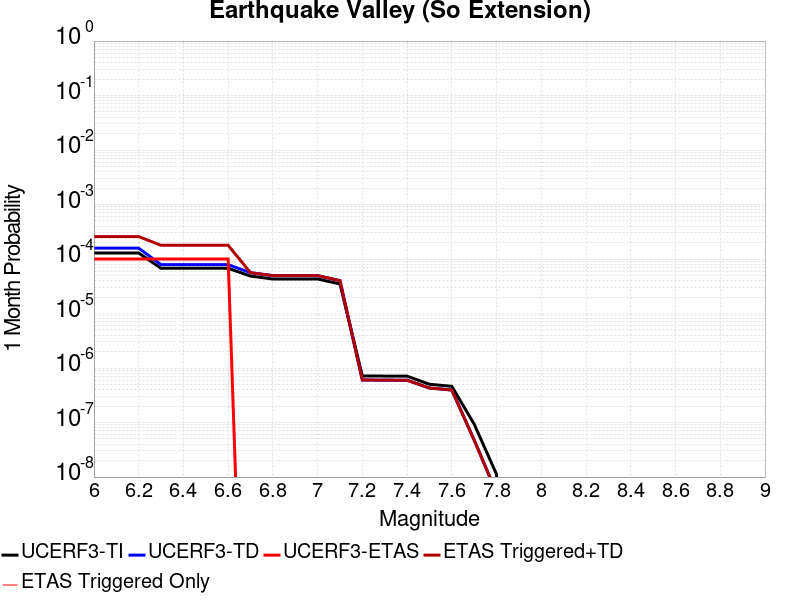 Earthquake Valley (So Extension)
10^0
10^-1
10^-2
10^-3
10^-4
10^-5
10^-6
10^-7
10^-8
1 Month Probability
6 6.2 6.4 6.6 6.8 7 7.2 7.4 7.6 7.8 8 8.2 8.4 8.6 8.8 9
Magnitude
UCERF3-TI UCERF3-TD UCERF3-ETAS ETAS Triggered+TD
ETAS Triggered Only